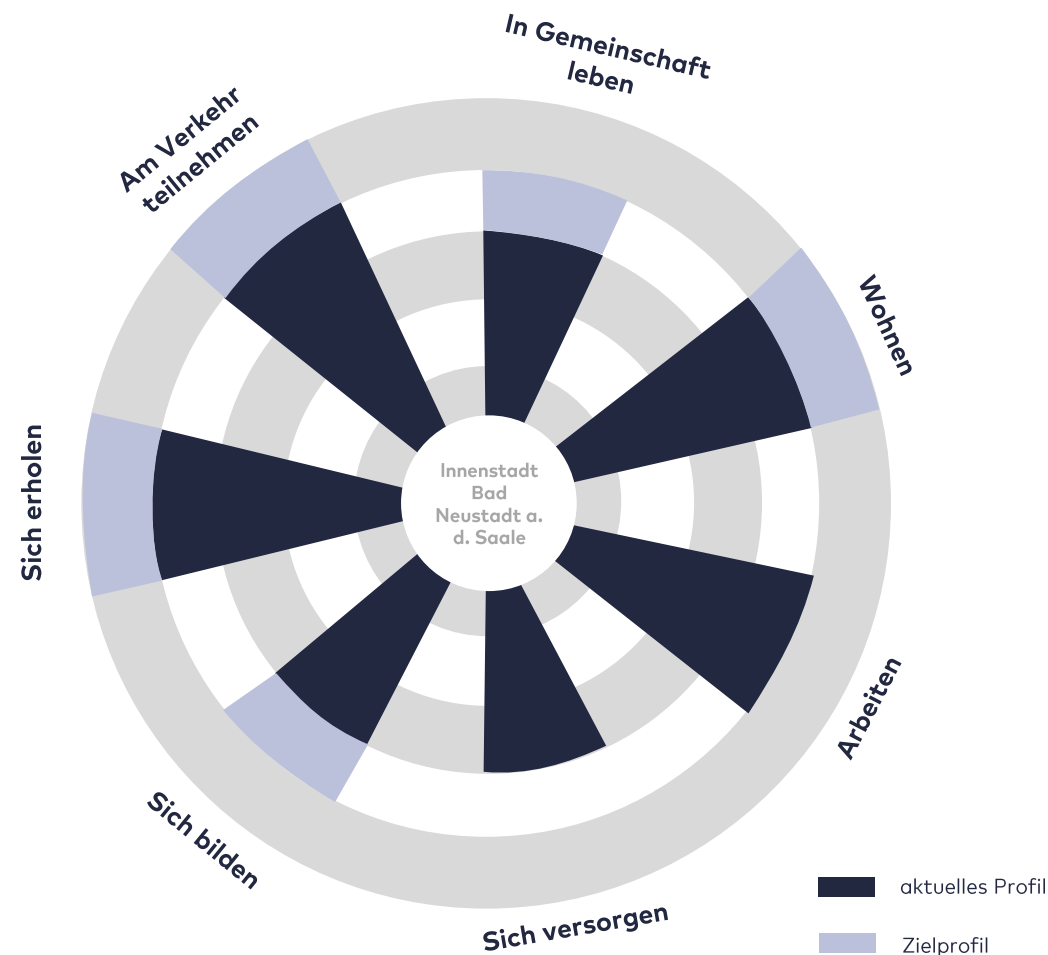 In Gemeinschaft
leben
Am Verkehr
teilnehmen
Wohnen
Sich erholen
Innenstadt
Bad
Neustadt a.
d. Saale
Arbeiten
Sich bilden
Sich versorgen
aktuelles Profil
Zielprofil